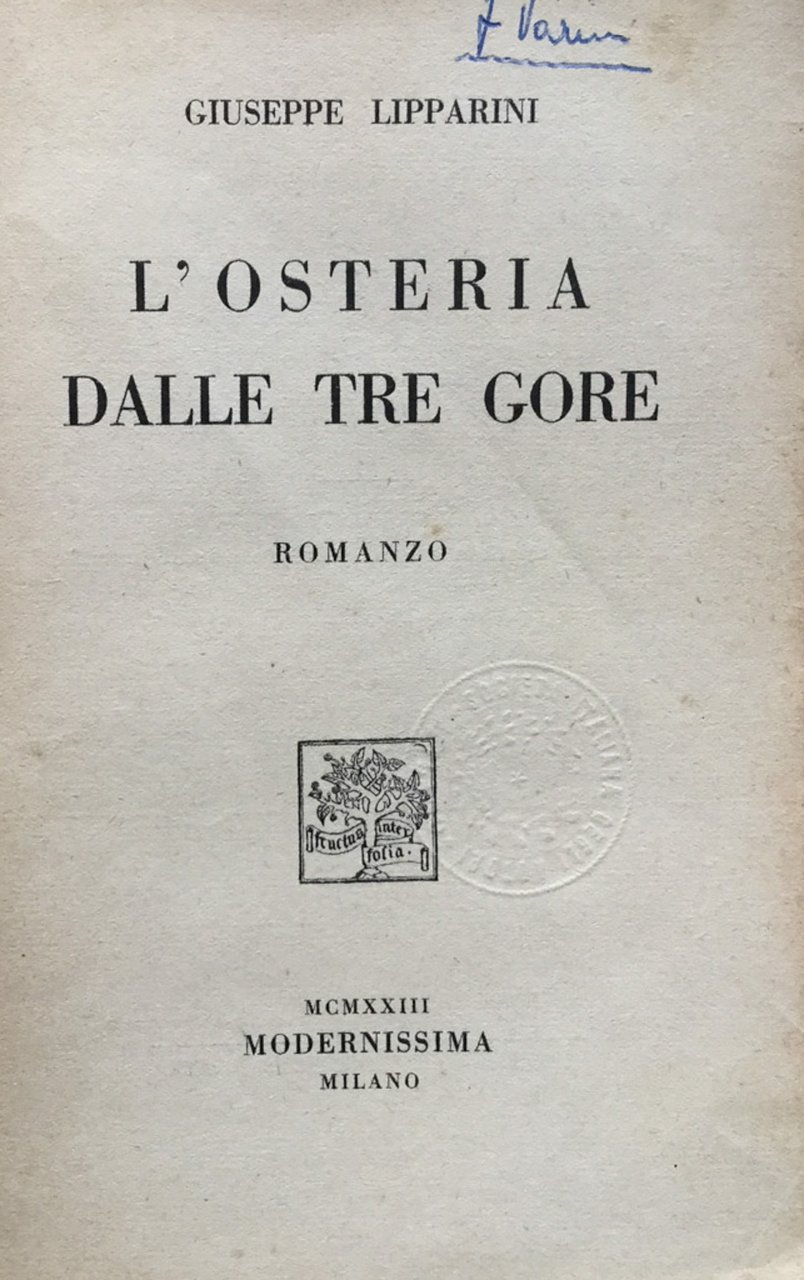 GIUSEPPE LIPPARINI
L'OSTERIA
DALLE TRE GORE
ROMANZO
fructus inter
folia.
MCMXXIII
MODERNISSIMA
MILANO